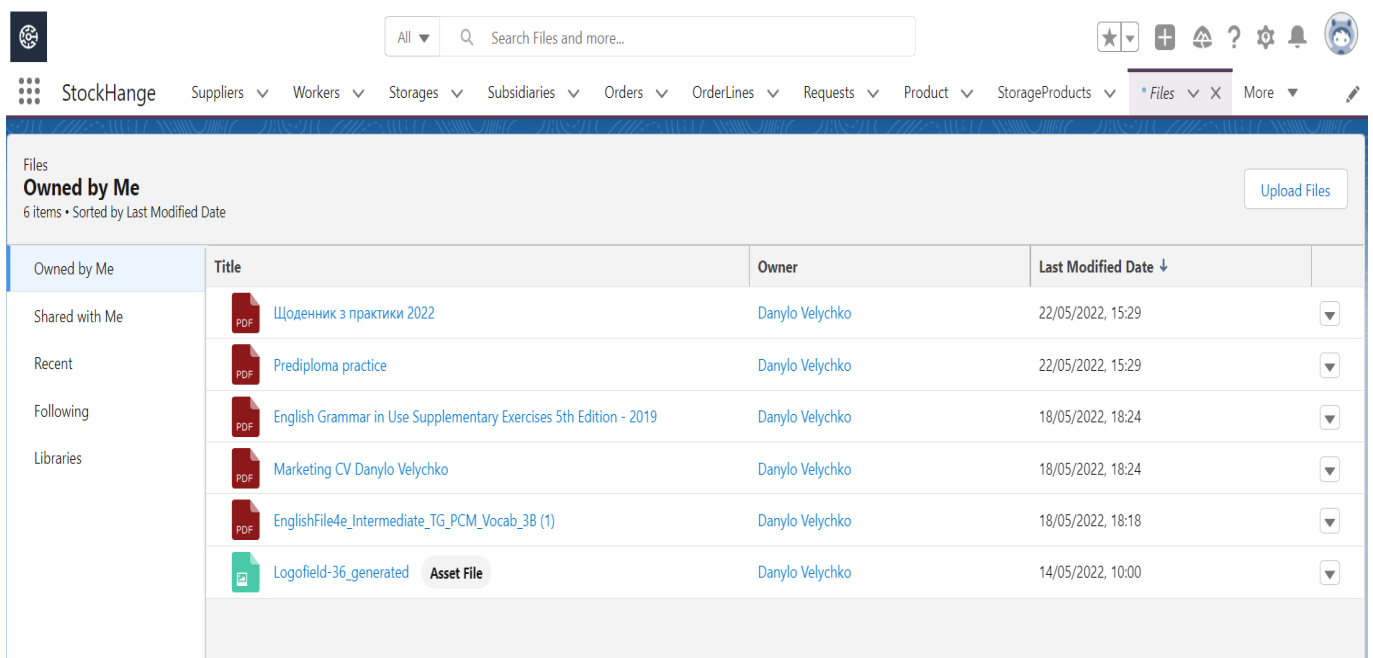 All
Search Files and more...
StockHange Suppliers Workers Storages Subsidiaries Orders OrderLines Requests Product StorageProducts * Files More
Files
Owned by Me
6 items • Sorted by Last Modified Date
Upload Files
Owned by Me
Shared with Me
Recent
Following
Libraries
Title Owner Last Modified Date
PDF Щоденник з практики 2022 Danylo Velychko 22/05/2022, 15:29
PDF Prediploma practice Danylo Velychko 22/05/2022, 15:29
PDF English Grammar in Use Supplementary Exercises 5th Edition - 2019 Danylo Velychko 18/05/2022, 18:24
PDF Marketing CV Danylo Velychko Danylo Velychko 18/05/2022, 18:24
PDF EnglishFile4e_Intermediate_TG_PCM_Vocab_3B (1) Danylo Velychko 18/05/2022, 18:18
Logofield-36_generated Asset File Danylo Velychko 14/05/2022, 10:00